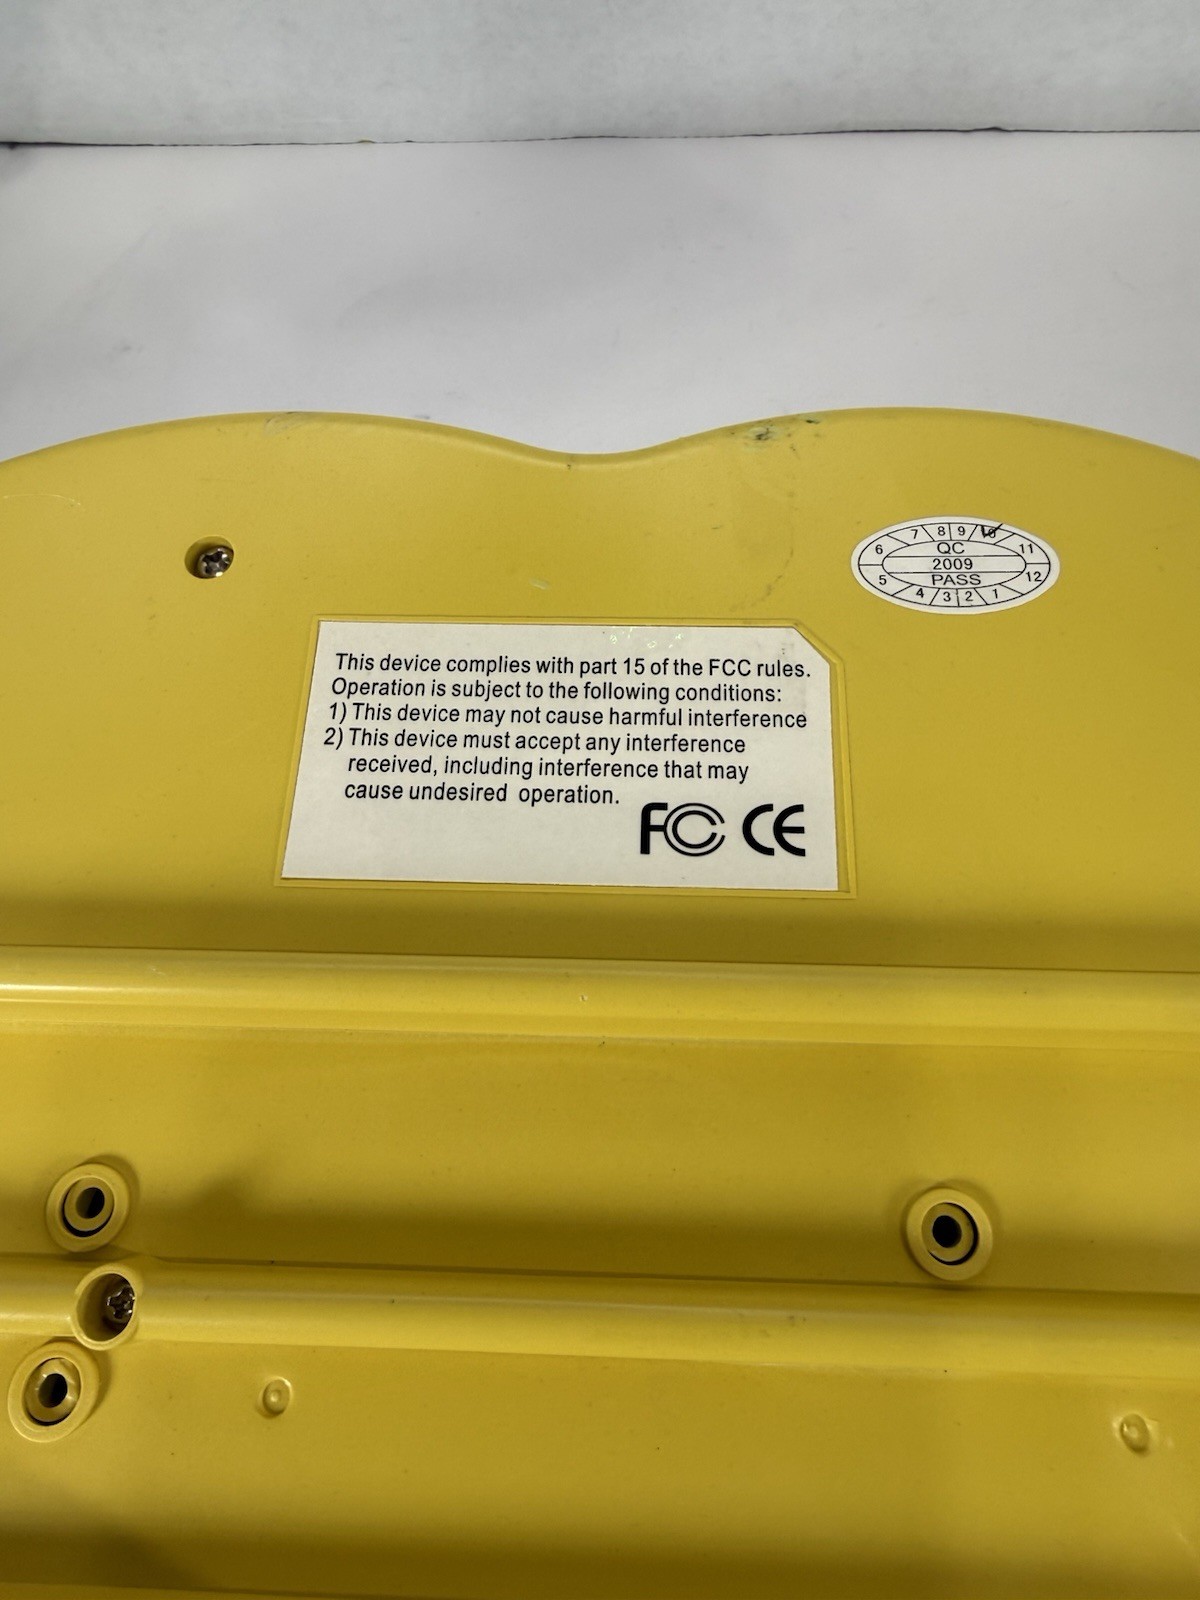 7 8 9 10
6 QC 11
2009
5 PASS 12
4 3 2 1
This device complies with part 15 of the FCC rules.
Operation is subject to the following conditions:
1) This device may not cause harmful interference
2) This device must accept any interference
received, including interference that may
cause undesired operation.
FC CE